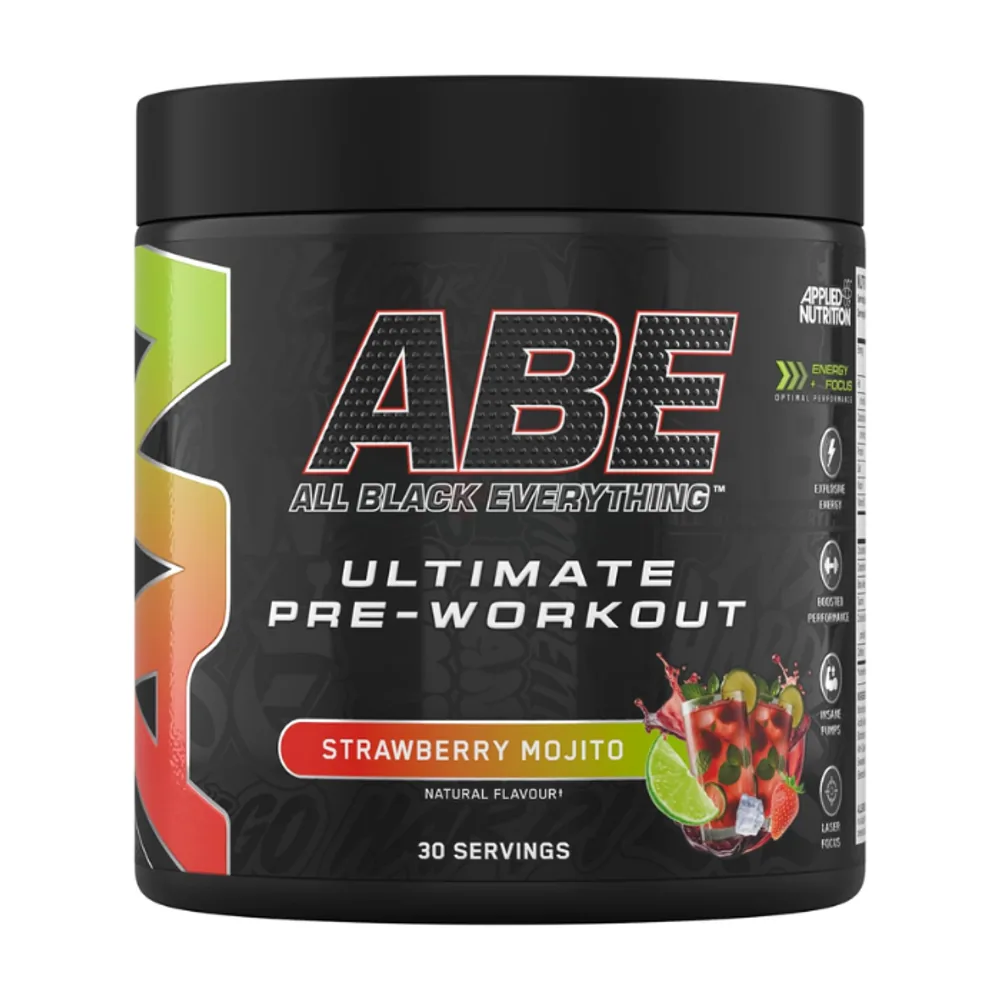 ABE
ALL BLACK EVERYTHING™
ULTIMATE
PRE-WORKOUT
STRAWBERRY MOJITO
NATURAL FLAVOUR‡
30 SERVINGS
APPLIED
NUTRITION
ENERGY
+ FOCUS
OPTIMAL PERFORMANCE
EXPLOSIVE
ENERGY
BOOSTED
PERFORMANCE
INSANE
PUMPS
LASER
FOCUS